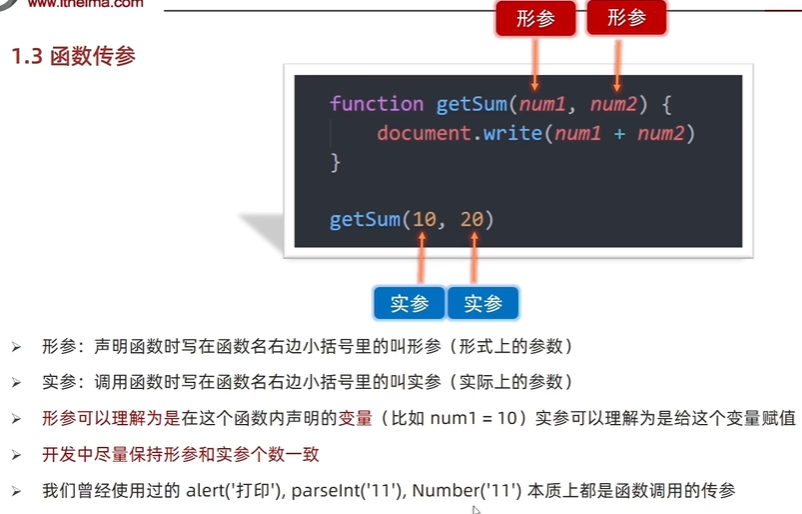 www.itheima.com
形参 形参
1.3 函数传参
function getSum(num1, num2) {
document.write(num1 + num2)
}
getSum(10, 20)
实参 实参
形参：声明函数时写在函数名右边小括号里的叫形参（形式上的参数）
实参：调用函数时写在函数名右边小括号里的叫实参（实际上的参数）
形参可以理解为是在这个函数内声明的变量（比如 num1 = 10）实参可以理解为是给这个变量赋值
开发中尽量保持形参和实参个数一致
我们曾经使用过的 alert('打印'), parseInt('11'), Number('11') 本质上都是函数调用的传参